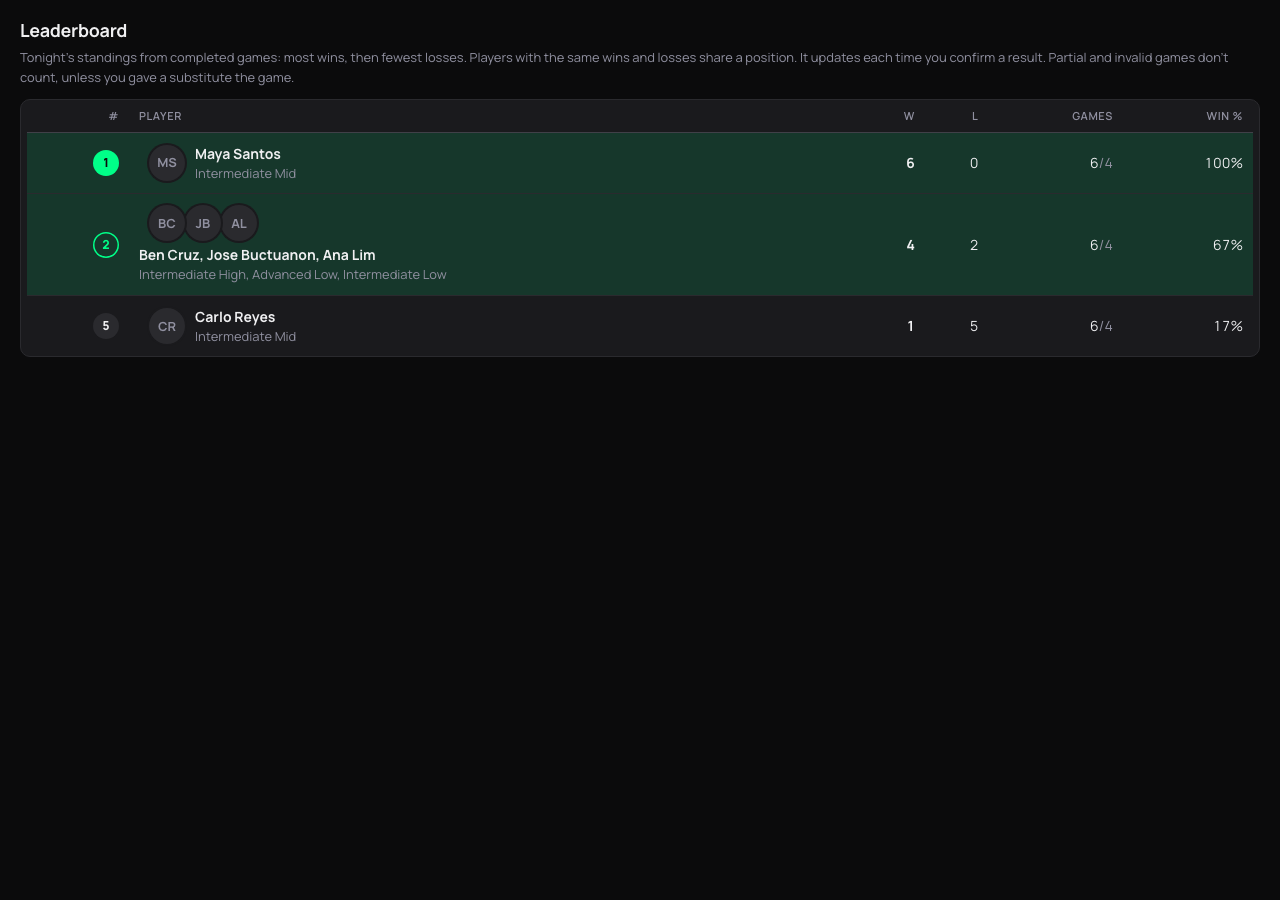 Leaderboard
Tonight's standings from completed games: most wins, then fewest losses. Players with the same wins and losses share a position. It updates each time you confirm a result. Partial and invalid games don't
count, unless you gave a substitute the game.
# PLAYER W L GAMES WIN %
1 MS Maya Santos 6 0 6/4 100%
Intermediate Mid
BC JB AL
2 Ben Cruz, Jose Buctuanon, Ana Lim 4 2 6/4 67%
Intermediate High, Advanced Low, Intermediate Low
5 CR Carlo Reyes 1 5 6/4 17%
Intermediate Mid